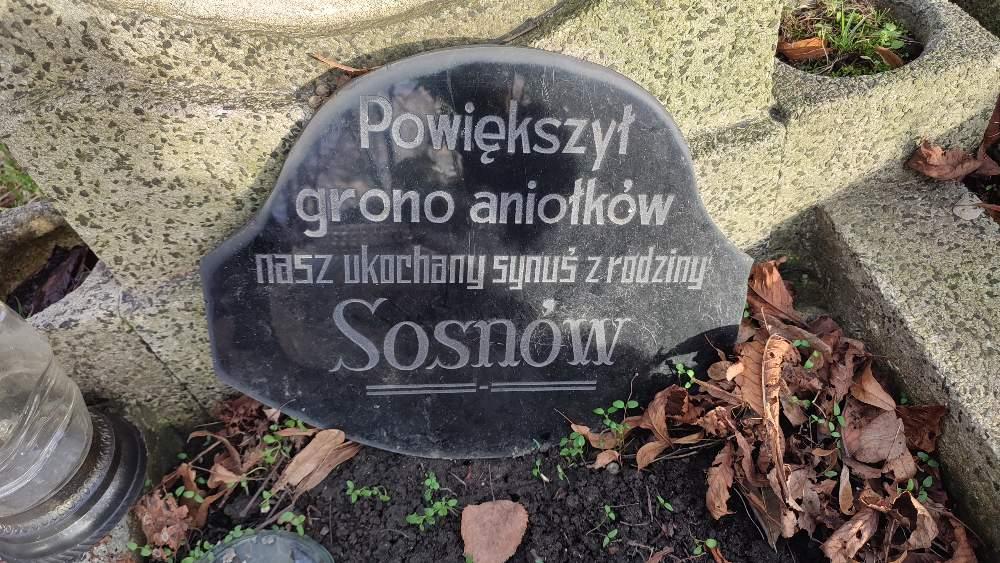 Powiększył
grono aniołków
nasz ukochany synuś z rodziny
Sosnów